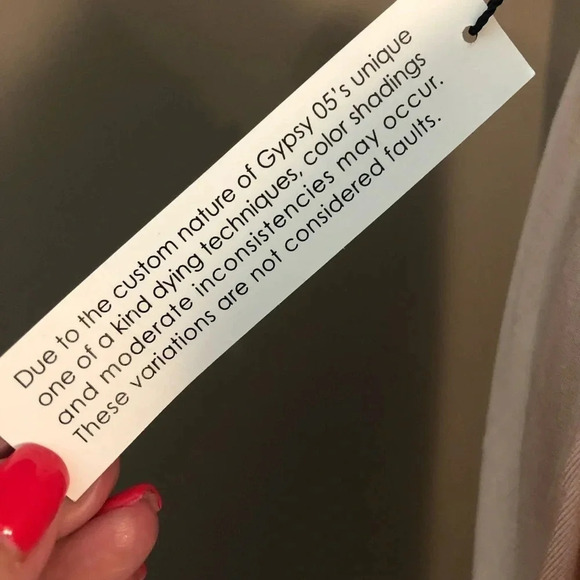 Due to the custom nature of Gypsy 05's unique
one of a kind dying techniques, color shadings
and moderate inconsistencies may occur.
These variations are not considered faults.